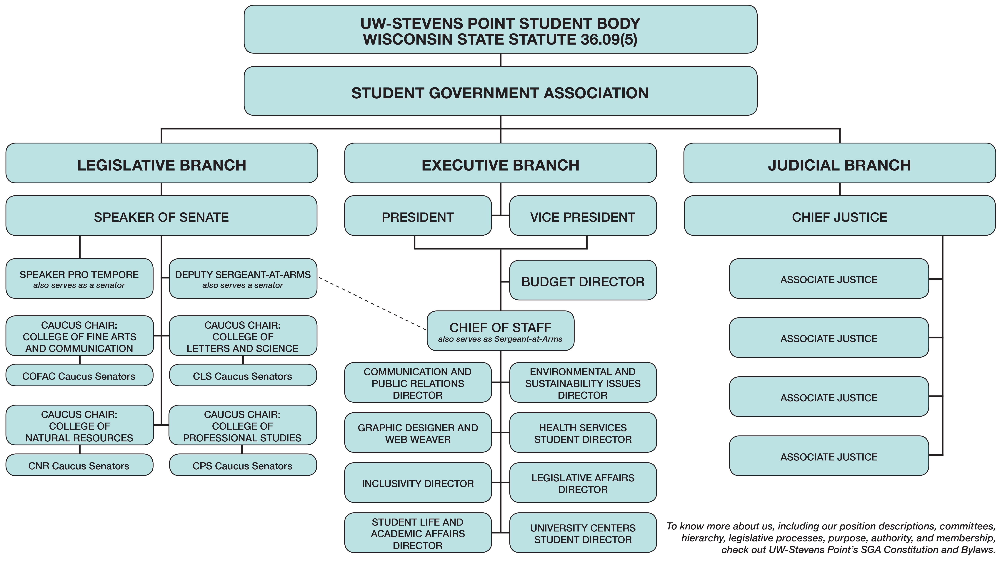 UW-STEVENS POINT STUDENT BODY
WISCONSIN STATE STATUTE 36.09(5)
STUDENT GOVERNMENT ASSOCIATION
LEGISLATIVE BRANCH
SPEAKER OF SENATE
SPEAKER PRO TEMPORE
also serves as a senator
DEPUTY SERGEANT-AT-ARMS
also serves a senator
CAUCUS CHAIR:
COLLEGE OF FINE ARTS
AND COMMUNICATION
COFAC Caucus Senators
CAUCUS CHAIR:
COLLEGE OF
LETTERS AND SCIENCE
CLS Caucus Senators
CAUCUS CHAIR:
COLLEGE OF
NATURAL RESOURCES
CNR Caucus Senators
CAUCUS CHAIR:
COLLEGE OF
PROFESSIONAL STUDIES
CPS Caucus Senators
EXECUTIVE BRANCH
PRESIDENT
VICE PRESIDENT
BUDGET DIRECTOR
CHIEF OF STAFF
also serves as Sergeant-at-Arms
COMMUNICATION AND
PUBLIC RELATIONS
DIRECTOR
ENVIRONMENTAL AND
SUSTAINABILITY ISSUES
DIRECTOR
GRAPHIC DESIGNER AND
WEB WEAVER
HEALTH SERVICES
STUDENT DIRECTOR
INCLUSIVITY DIRECTOR
LEGISLATIVE AFFAIRS
DIRECTOR
STUDENT LIFE AND
ACADEMIC AFFAIRS
DIRECTOR
UNIVERSITY CENTERS
STUDENT DIRECTOR
JUDICIAL BRANCH
CHIEF JUSTICE
ASSOCIATE JUSTICE
ASSOCIATE JUSTICE
ASSOCIATE JUSTICE
ASSOCIATE JUSTICE
To know more about us, including our position descriptions, committees,
hierarchy, legislative processes, purpose, authority, and membership,
check out UW-Stevens Point's SGA Constitution and Bylaws.